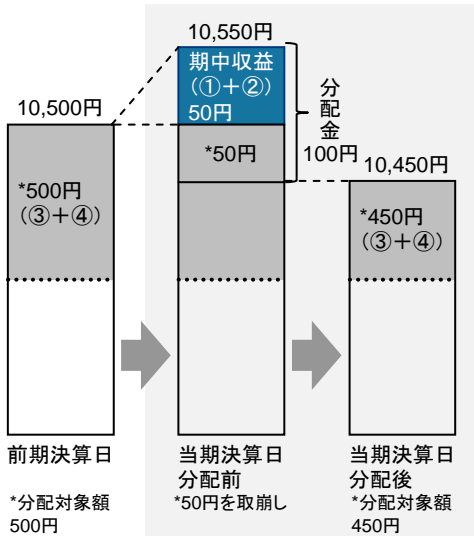 10,550円
期中収益
(①+②)
50円
分配金
100円
*50円
10,500円
*500円
(③+④)
10,450円
*450円
(③+④)
前期決算日
*分配対象額
500円
当期決算日
分配前
*50円を取崩し
当期決算日
分配後
*分配対象額
450円